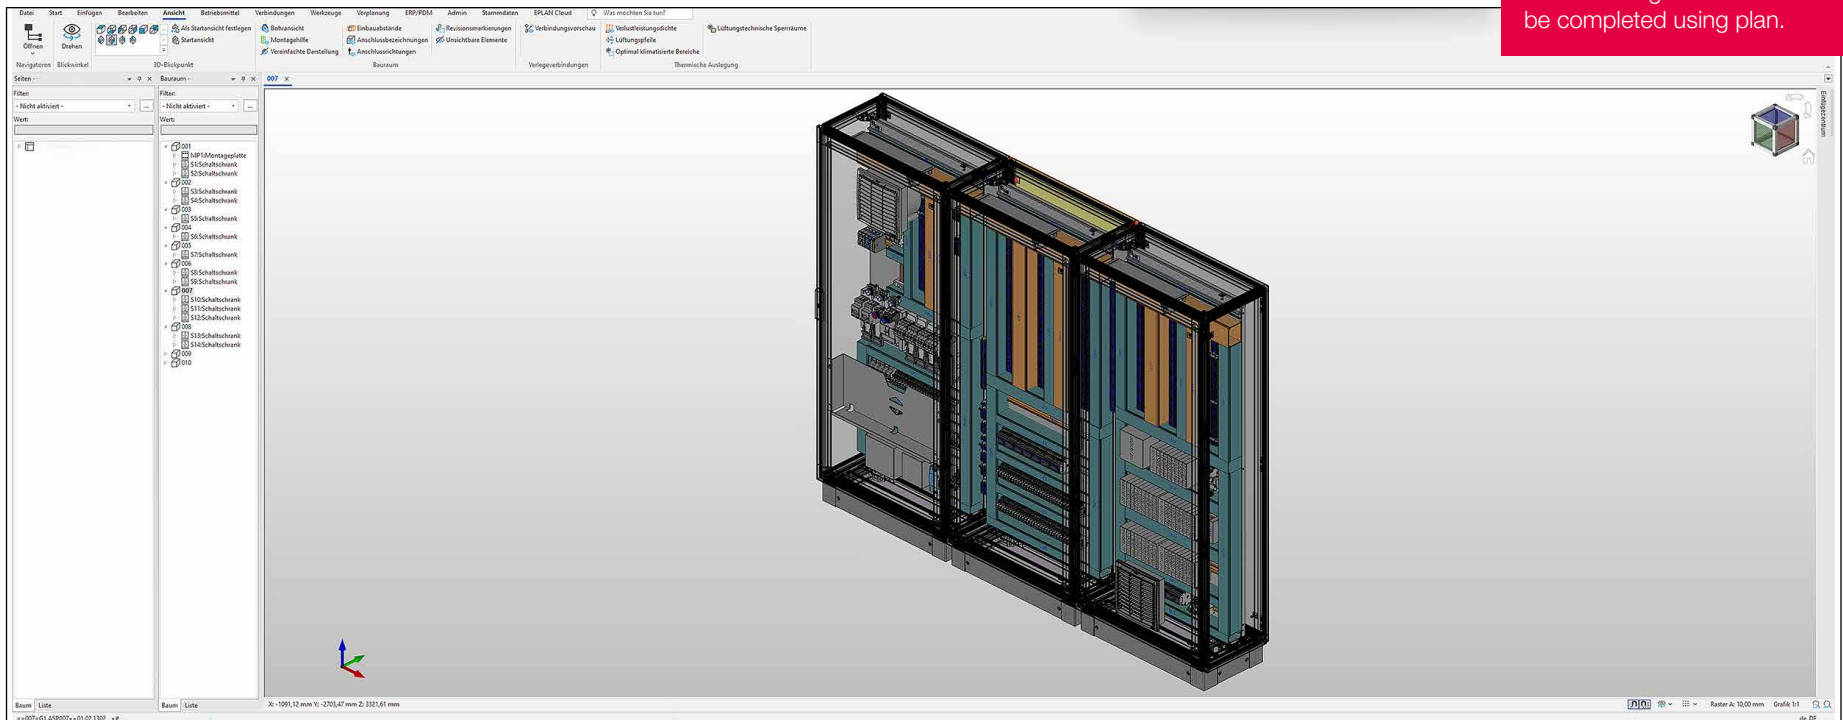 be completed using plan.
Datei Start Einfügen Bearbeiten Ansicht Betriebsmittel Verbindungen Werkzeuge Vorplanung ERP/PDM Admin Stammdaten EPLAN Cloud Was möchten Sie tun?
Öffnen
Drehen
Als Startansicht festlegen
Startansicht
Bohransicht
Montagehilfe
Vereinfachte Darstellung
Einbauabstände
Anschlussbezeichnungen
Anschlussrichtungen
Revisionsmarkierungen
Unsichtbare Elemente
Verbindungsvorschau
Verlustleistungsdichte
Lüftungspfeile
Optimal klimatisierte Bereiche
Lüftungstechnische Sperrräume
Navigatoren Blickwinkel 3D-Blickpunkt Bauraum Verlegeverbindungen Thermische Auslegung
Seiten -
Filter:
- Nicht aktiviert -
...
Wert:
Bauraum -
Filter:
- Nicht aktiviert -
...
Wert:
001
MP1:Montageplatte
S1:Schaltschrank
S2:Schaltschrank
002
S3:Schaltschrank
S4:Schaltschrank
003
S5:Schaltschrank
004
S6:Schaltschrank
005
S7:Schaltschrank
006
S8:Schaltschrank
S9:Schaltschrank
007
S10:Schaltschrank
S11:Schaltschrank
S12:Schaltschrank
008
S13:Schaltschrank
S14:Schaltschrank
009
010
007
Einfügezentrum
Baum Liste
Baum Liste
X: -1091,12 mm Y: -2703,47 mm Z: 3321,61 mm
Raster A: 10,00 mm Grafik 1:1